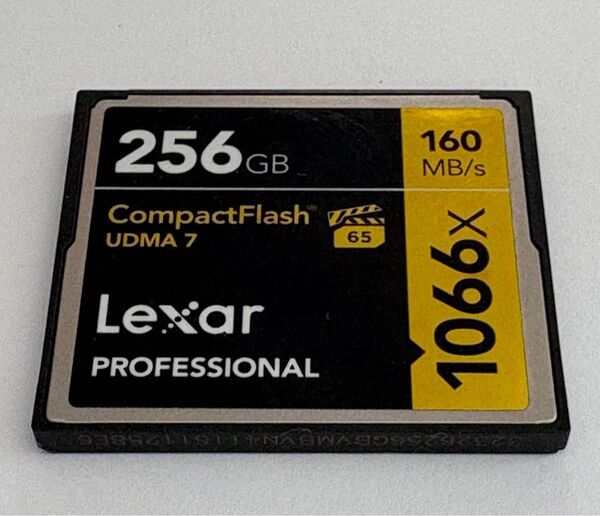 256GB
160
MB/s
CompactFlash®
UDMA 7
65
1066x
Lexar
PROFESSIONAL